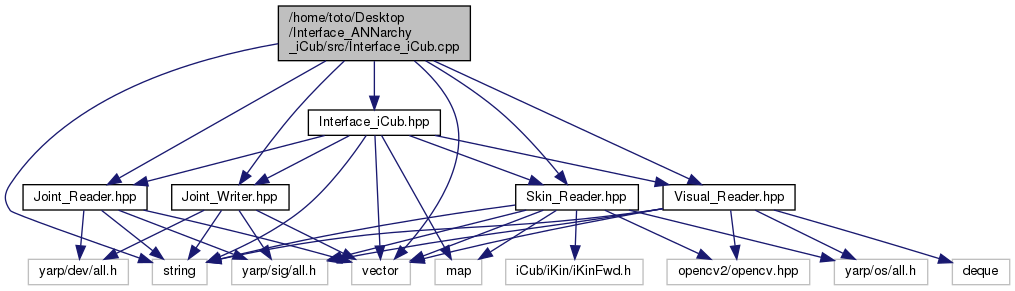 /home/toto/Desktop
/Interface_ANNarchy
_iCub/src/Interface_iCub.cpp
Interface_iCub.hpp
Joint_Reader.hpp
Joint_Writer.hpp
Skin_Reader.hpp
Visual_Reader.hpp
yarp/dev/all.h
string
yarp/sig/all.h
vector
map
iCub/iKin/iKinFwd.h
opencv2/opencv.hpp
yarp/os/all.h
deque